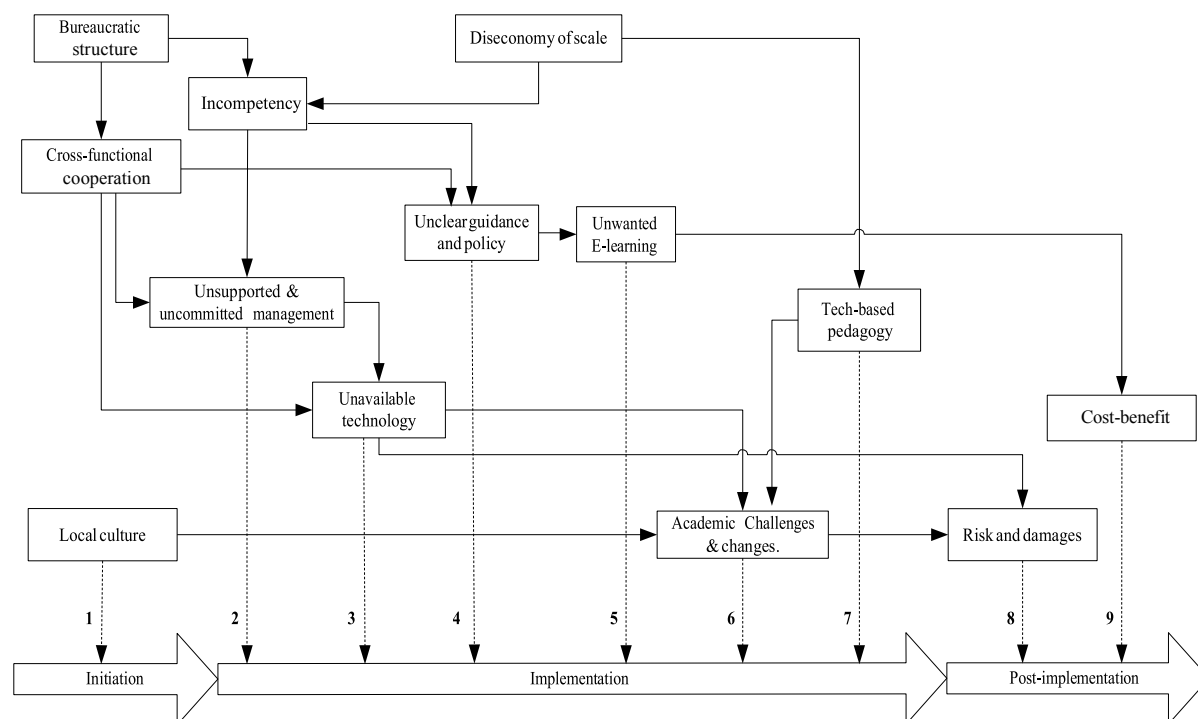 Bureaucratic
structure
Diseconomy of scale
Incompetency
Cross-functional
cooperation
Unclear guidance
and policy
Unwanted
E-learning
Unsupported &
uncommitted management
Tech-based
pedagogy
Unavailable
technology
Cost-benefit
Local culture
Academic Challenges
& changes.
Risk and damages
1
2
3
4
5
6
7
8
9
Initiation
Implementation
Post-implementation